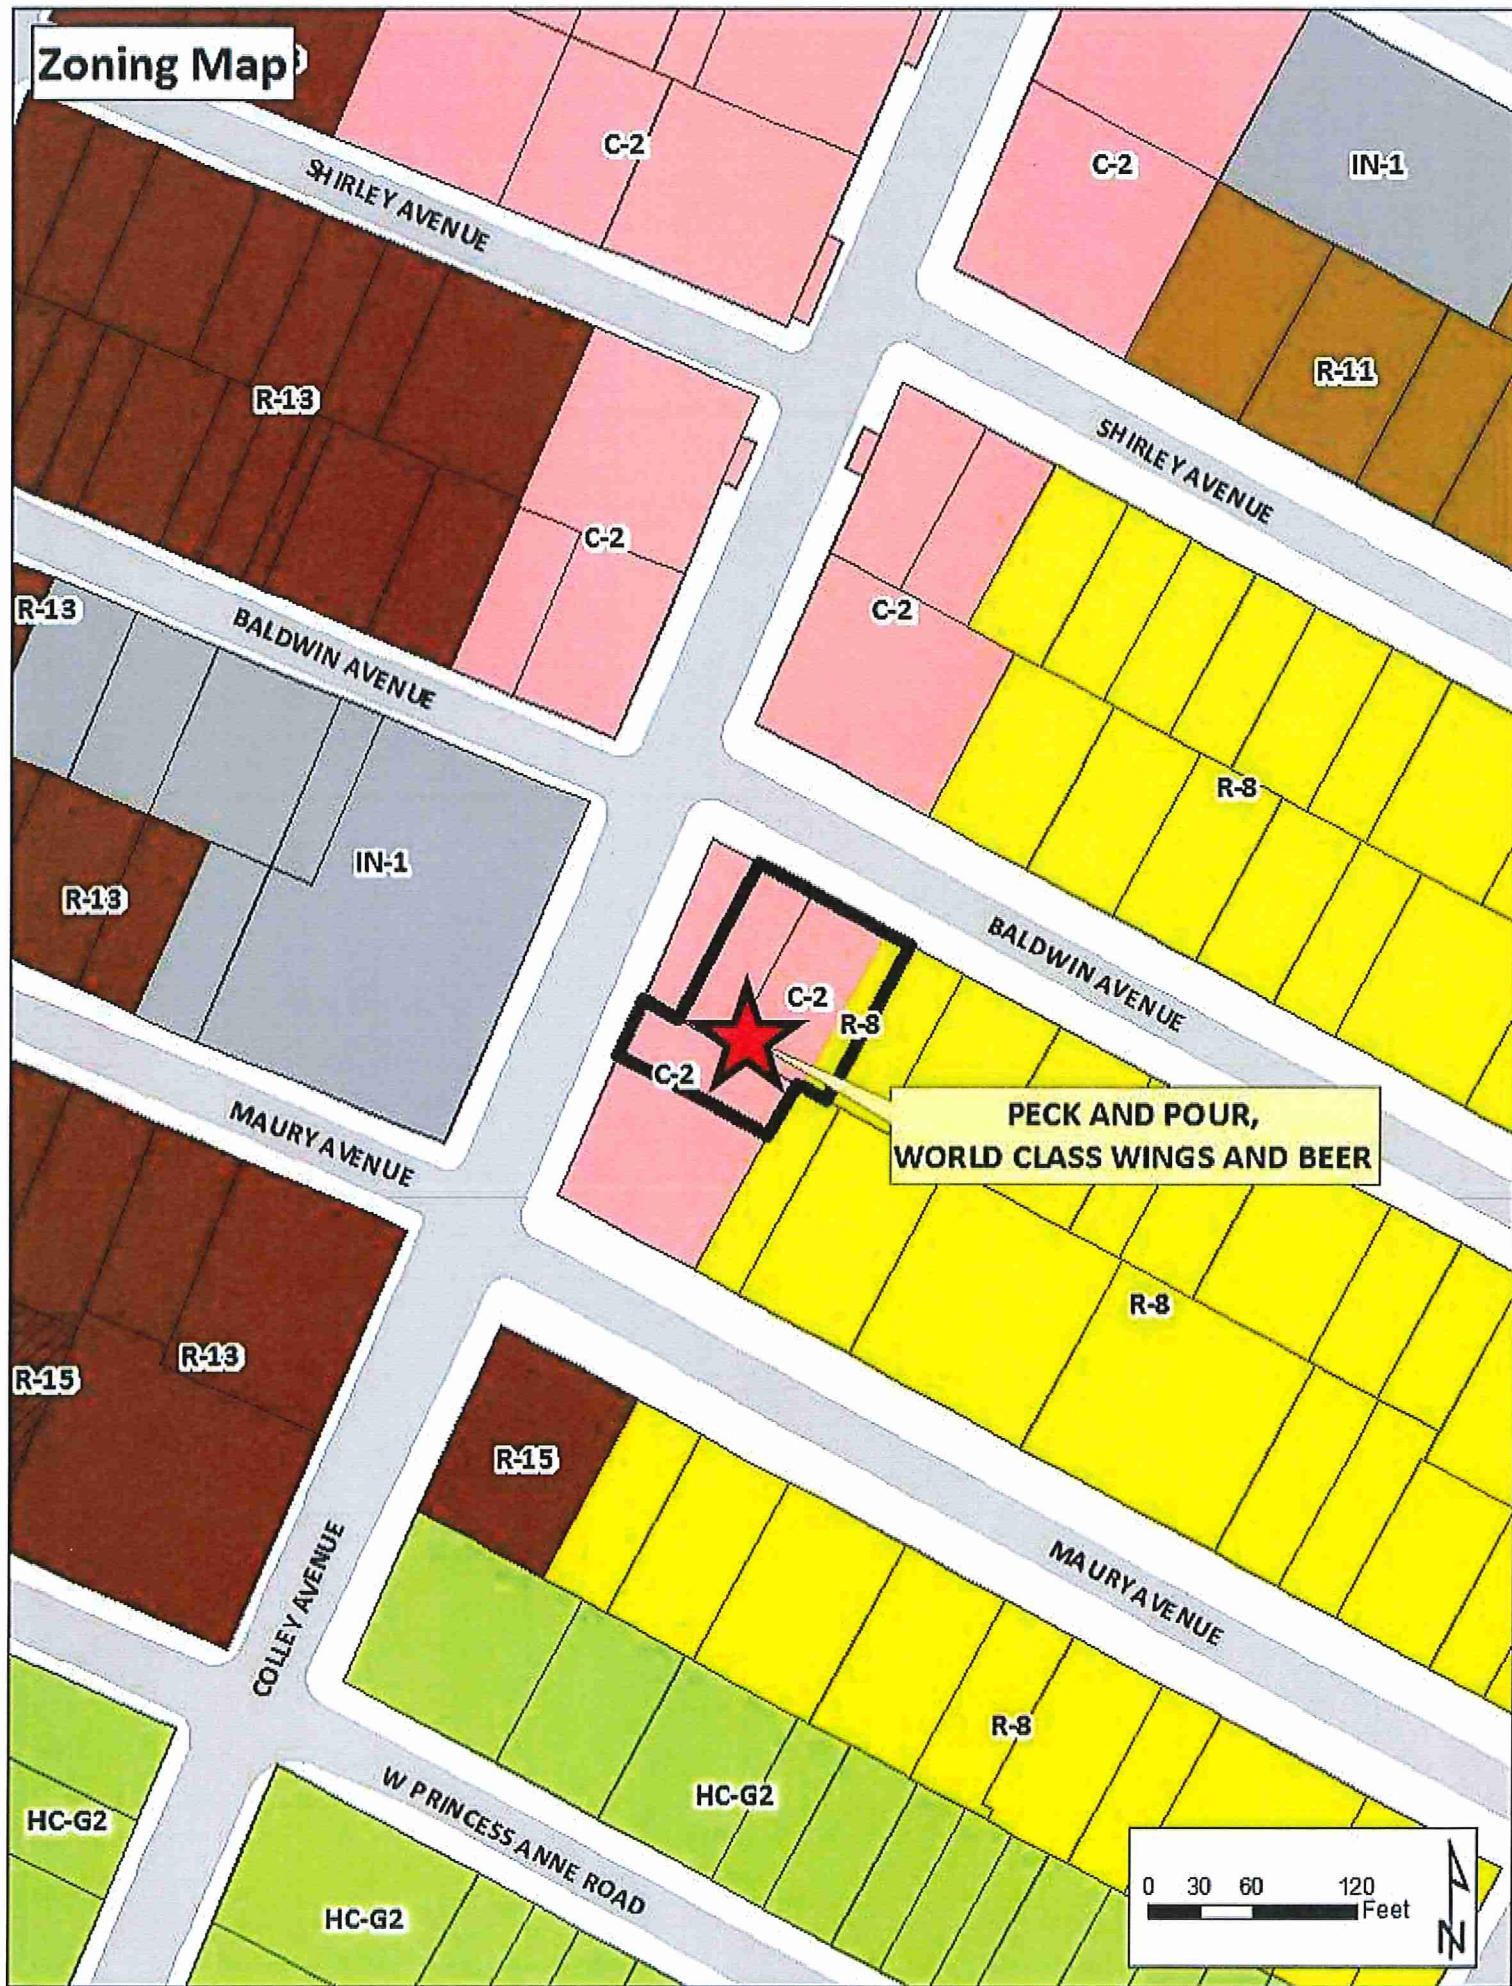 Zoning Map
C-2
C-2
IN-1
SHIRLEY AVENUE
R-11
R-13
SHIRLEY AVENUE
C-2
R-13
C-2
BALDWIN AVENUE
R-8
IN-1
R-13
BALDWIN AVENUE
C-2
R-8
C-2
PECK AND POUR,
WORLD CLASS WINGS AND BEER
MAURY AVENUE
R-8
R-13
R-15
R-15
MAURY AVENUE
COLLEY AVENUE
R-8
HC-G2
W PRINCESS ANNE ROAD
HC-G2
HC-G2
0 30 60 120
Feet
N